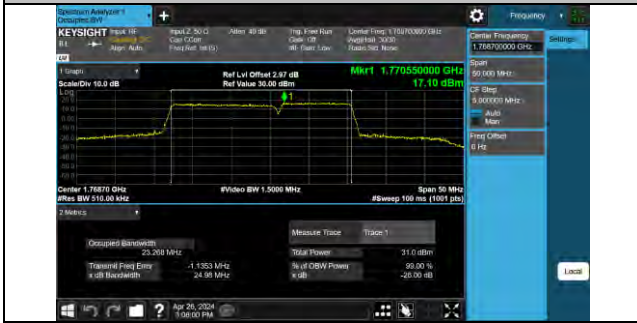 Spectrum Analyzer 1
Occupied BW
Frequency
KEYSIGHT Input: RF
Input Z: 50 Ω
Atten: 40 dB
Trig: Free Run
Center Freq: 1.768700000 GHz
Corr CCorr
Gate: Off
Align: Auto
Freq Ref: Int (S)
#IF Gain: Low
Radio Std: None
Center Frequency
1.768700000 GHz
Settings
Span
50.000 MHz
CF Step
5.000000 MHz
Auto
Man
Freq Offset
0 Hz
1 Graph
Ref Lvl Offset 2.97 dB
Mkr1 1.770550000 GHz
Scale/Div 10.0 dB
Ref Value 30.00 dBm
17.10 dBm
Log
Center 1.76870 GHz
#Video BW 1.5000 MHz
Span 50 MHz
#Res BW 510.00 kHz
#Sweep 100 ms (1001 pts)
2 Metrics
Measure Trace
Trace 1
Occupied Bandwidth
23.268 MHz
Total Power
31.0 dBm
Transmit Freq Error
-1.1353 MHz
% of OBW Power
99.00 %
x dB Bandwidth
24.98 MHz
x dB
-26.00 dB
Local
Apr 26, 2024
1:06:00 PM